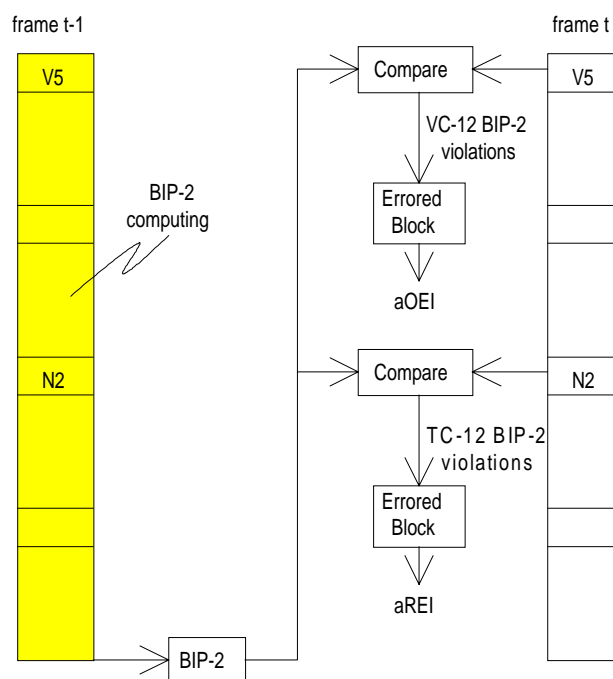 frame t-1
frame t
V5
Compare
V5
VC-12 BIP-2
violations
BIP-2
computing
Errored
Block
aOEI
N2
Compare
N2
TC-12 BIP-2
violations
Errored
Block
aREI
BIP-2